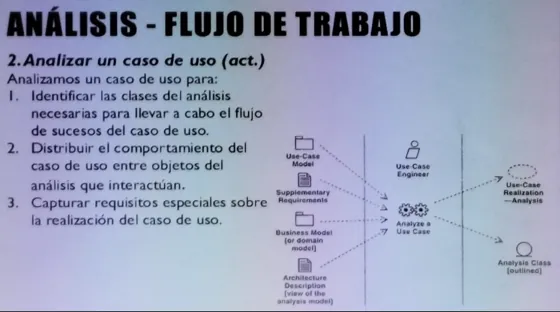 ANÁLISIS - FLUJO DE TRABAJO
2. Analizar un caso de uso (act.)
Analizamos un caso de uso para:
1. Identificar las clases del análisis
necesarias para llevar a cabo el flujo
de sucesos del caso de uso.
2. Distribuir el comportamiento del
caso de uso entre objetos del
análisis que interactúan.
3. Capturar requisitos especiales sobre
la realización del caso de uso.
Use-Case
Model
Supplementary
Requirements
Business Model
[or domain
model]
Architecture
Description
[view of the
analysis model]
Use-Case
Engineer
Analyze a
Use Case
Use-Case
Realization
—Analysis
Analysis Class
[outlined]